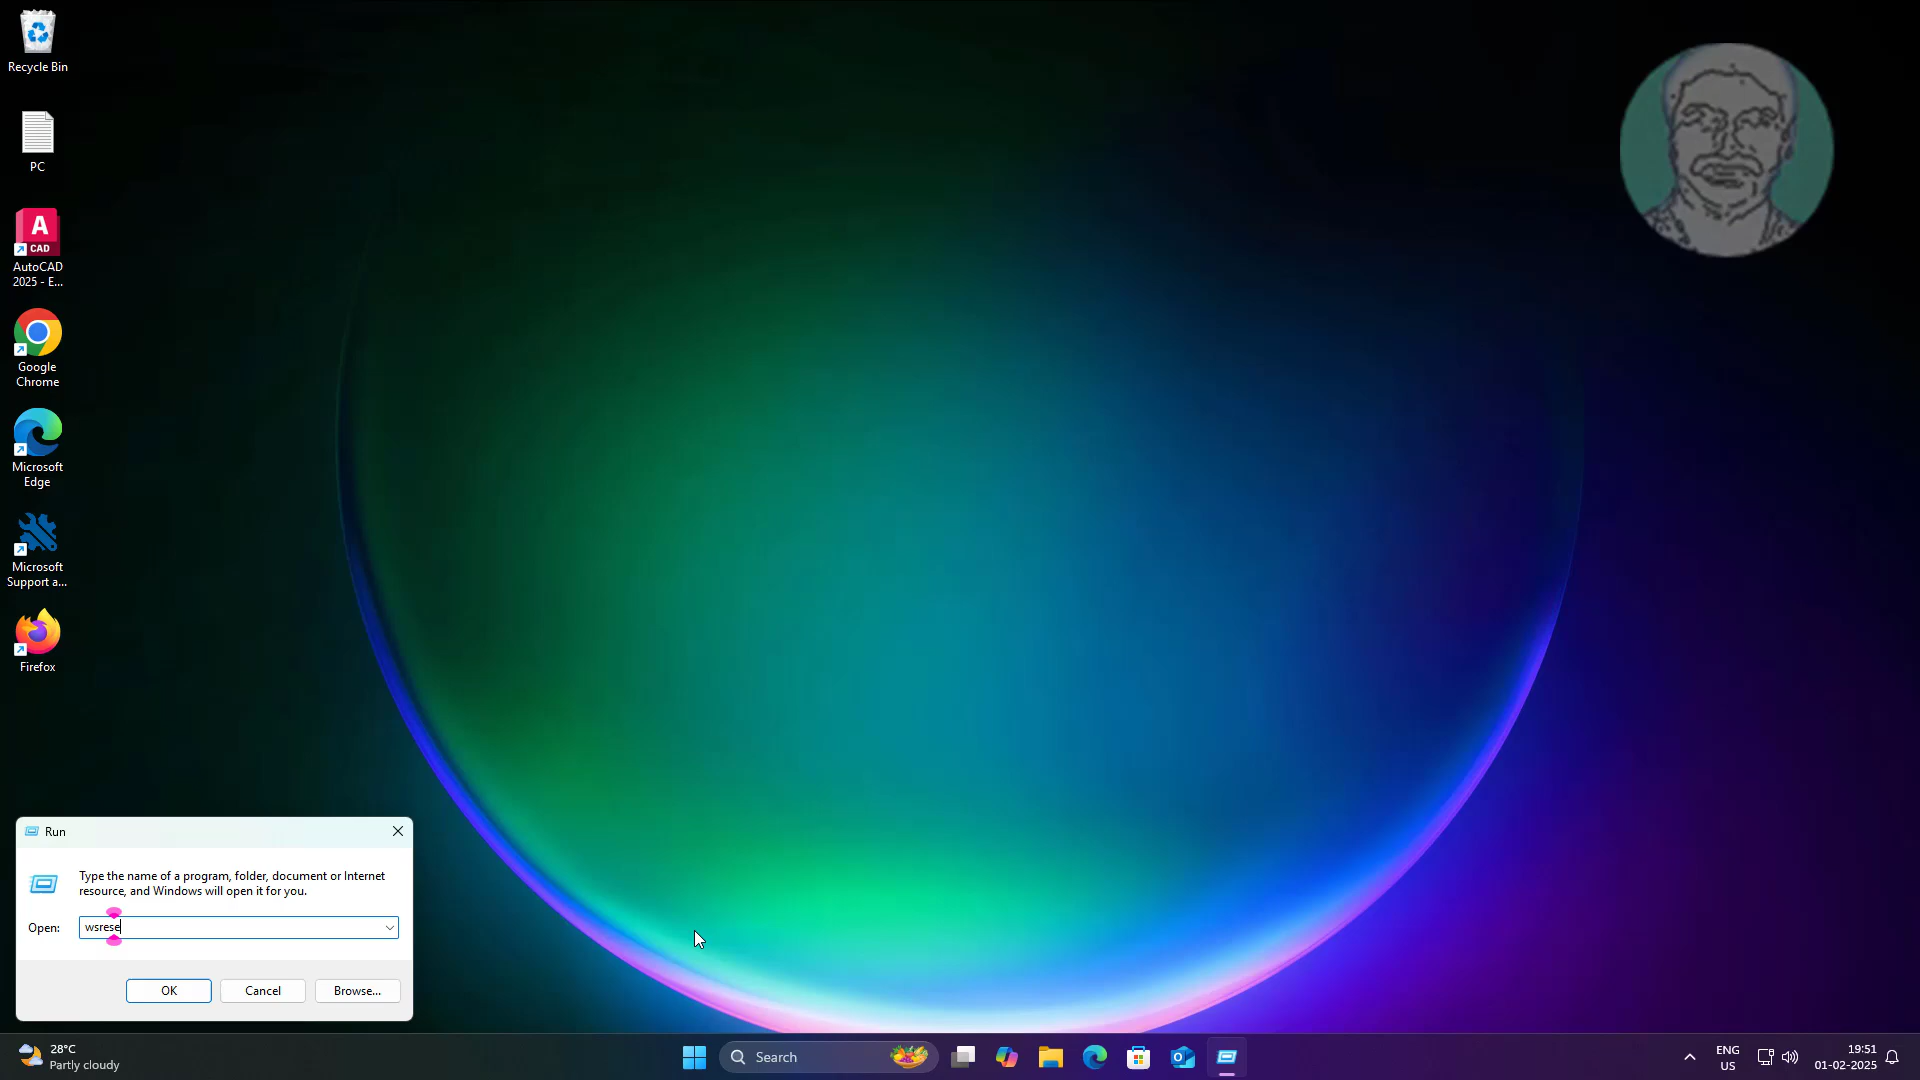 Recycle Bin
PC
A
CAD
AutoCAD
2025 - E...
Google
Chrome
Microsoft
Edge
Microsoft
Support a...
Firefox
Run
Type the name of a program, folder, document or Internet
resource, and Windows will open it for you.
Open: wsrese
OK Cancel Browse...
28°C
Partly cloudy
Search
ENG
US
19:51
01-02-2025